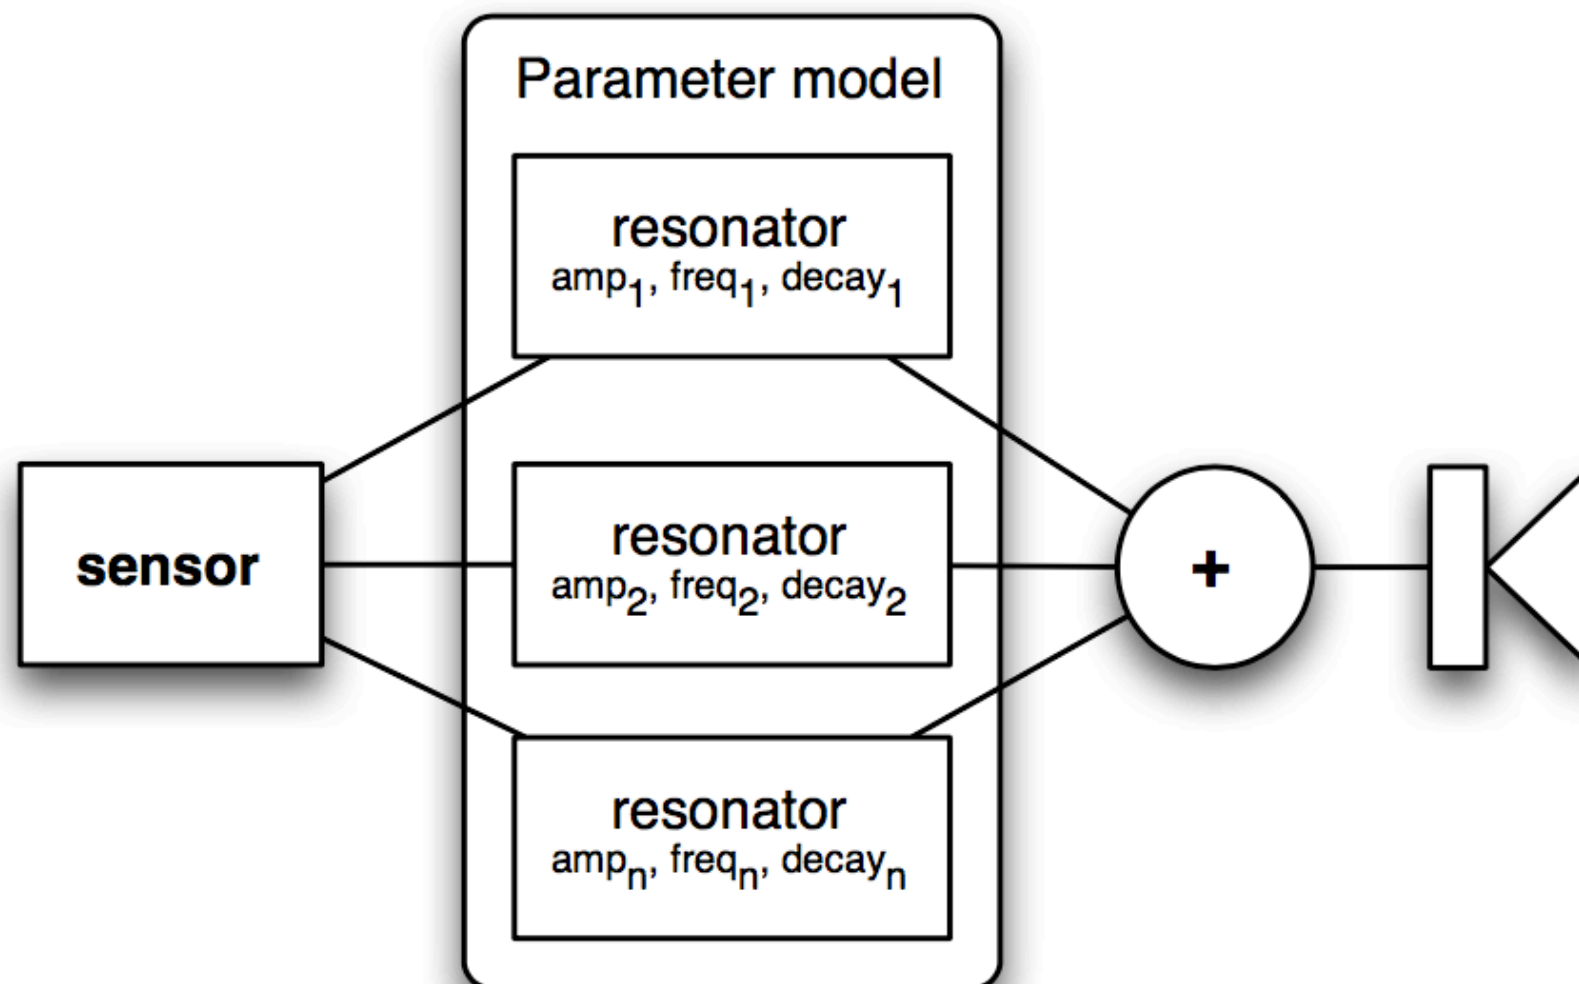 Parameter model
resonator
amp₁, freq₁, decay₁
sensor
resonator
amp₂, freq₂, decay₂
+
resonator
ampₙ, freqₙ, decayₙ